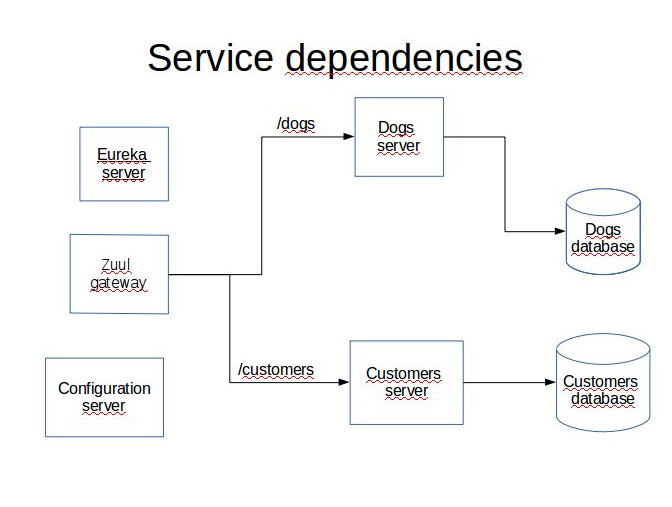 Service dependencies
/dogs
Dogs
server
Eureka
server
Dogs
database
Zuul
gateway
/customers
Customers
server
Customers
database
Configuration
server